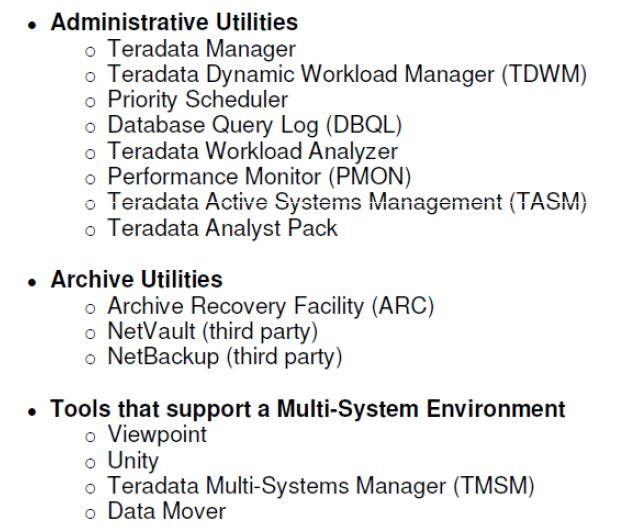 • Administrative Utilities
o Teradata Manager
o Teradata Dynamic Workload Manager (TDWM)
o Priority Scheduler
o Database Query Log (DBQL)
o Teradata Workload Analyzer
o Performance Monitor (PMON)
o Teradata Active Systems Management (TASM)
o Teradata Analyst Pack
• Archive Utilities
o Archive Recovery Facility (ARC)
o NetVault (third party)
o NetBackup (third party)
• Tools that support a Multi-System Environment
o Viewpoint
o Unity
o Teradata Multi-Systems Manager (TMSM)
o Data Mover